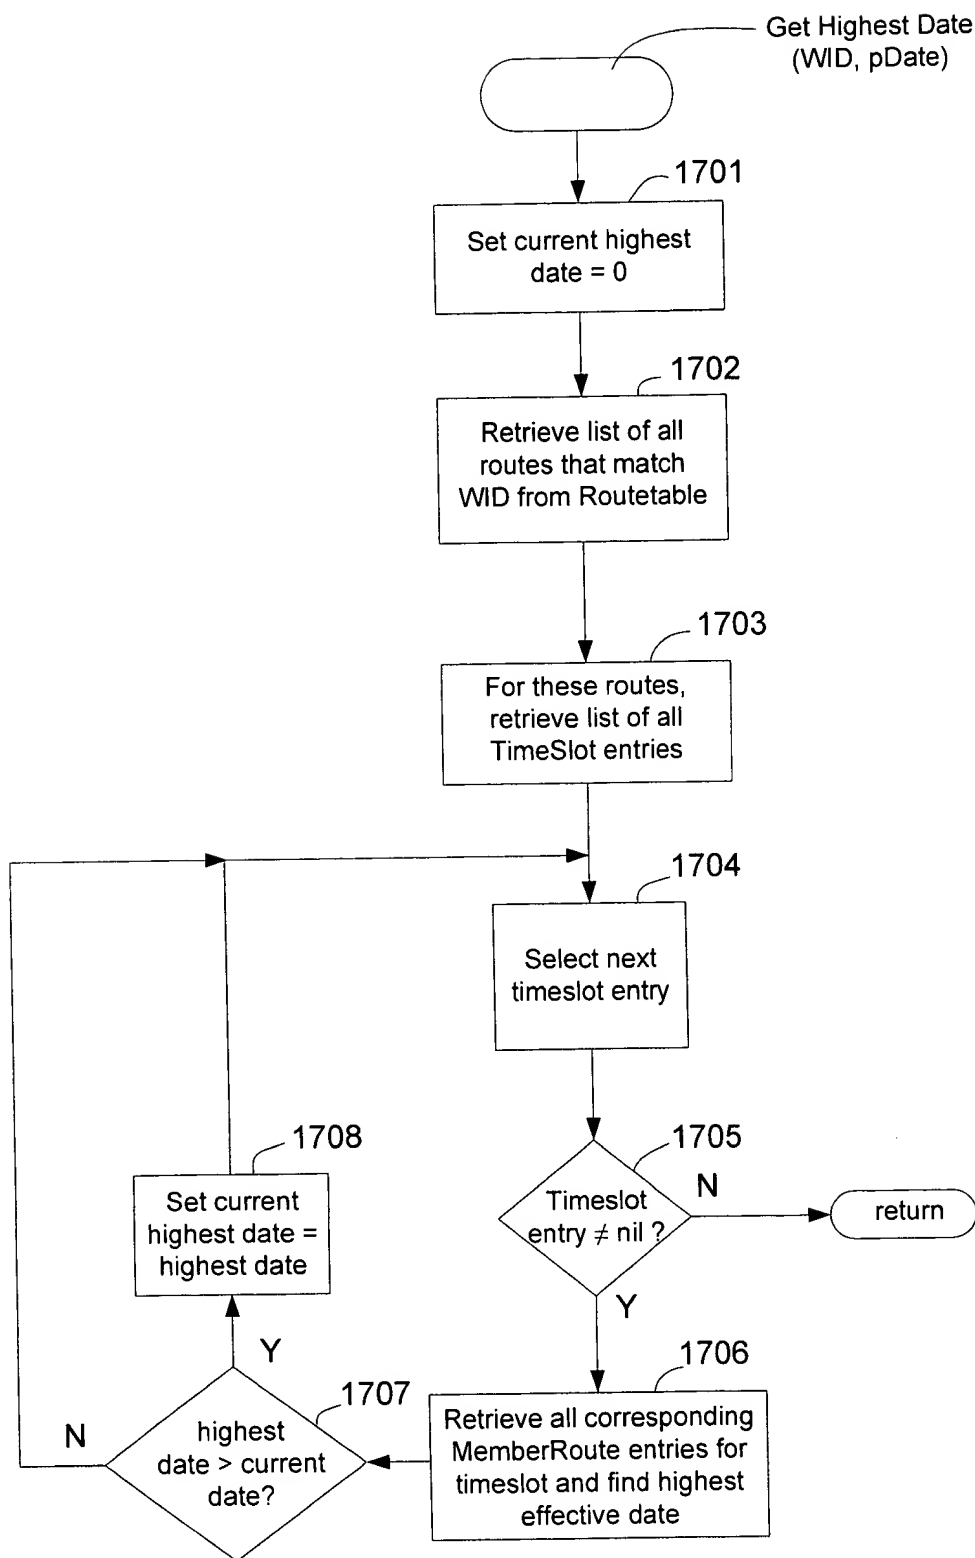 Get Highest Date
(WID, pDate)
1701
Set current highest
date = 0
1702
Retrieve list of all
routes that match
WID from Routetable
1703
For these routes,
retrieve list of all
TimeSlot entries
1704
Select next
timeslot entry
1705
Timeslot
entry ≠ nil ?
N
return
Y
1706
Retrieve all corresponding
MemberRoute entries for
timeslot and find highest
effective date
1707
highest
date > current
date?
N
Y
1708
Set current
highest date =
highest date